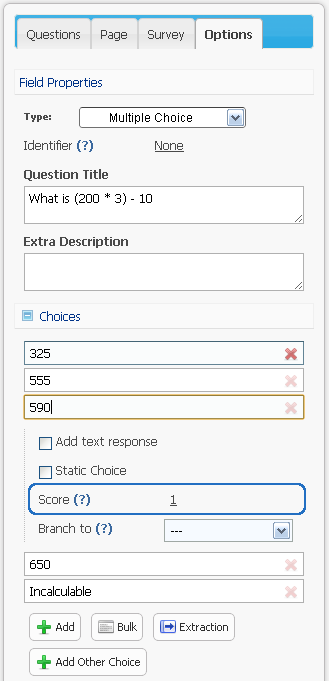 Questions Page Survey Options
Field Properties
Type: Multiple Choice
Identifier (?) None
Question Title
What is (200 * 3) - 10
Extra Description
Choices
325
555
590
Add text response
Static Choice
Score (?) 1
Branch to (?) ---
650
Incalculable
Add Bulk Extraction
Add Other Choice